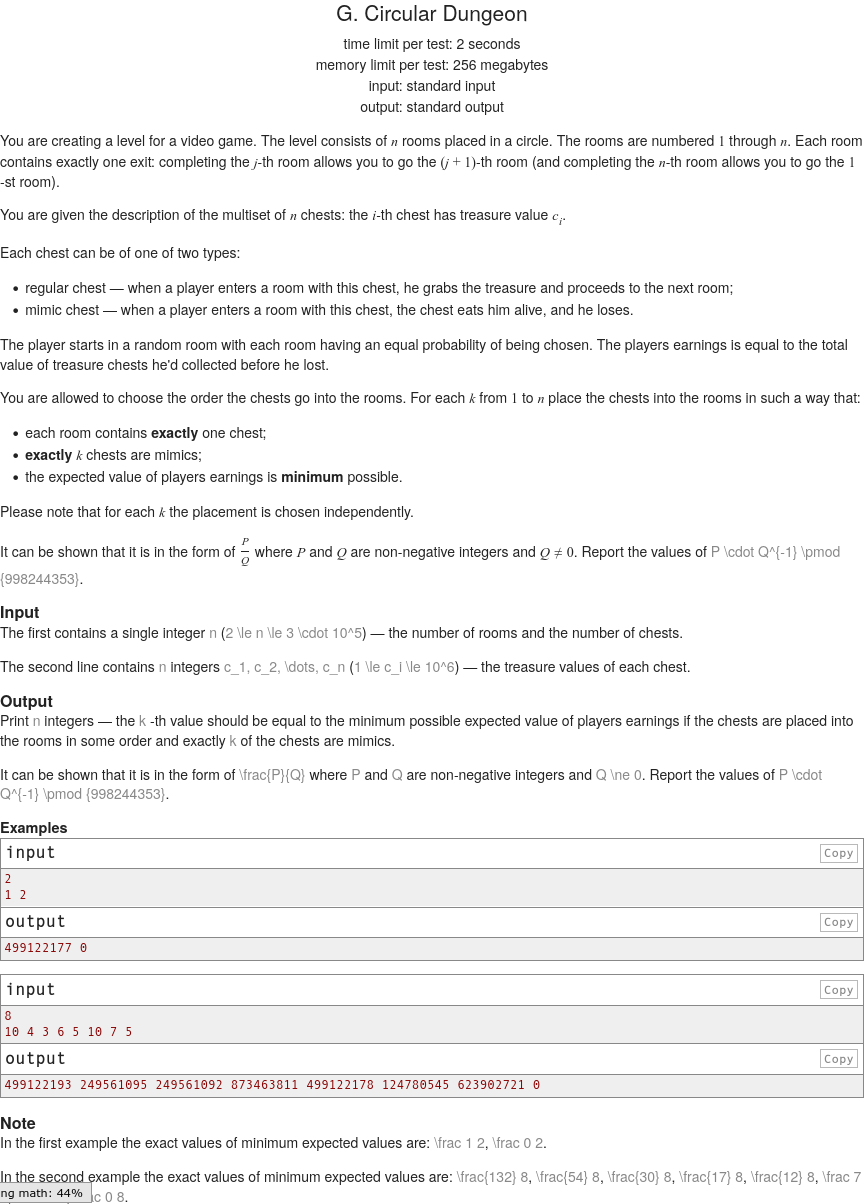 G. Circular Dungeon
time limit per test: 2 seconds
memory limit per test: 256 megabytes
input: standard input
output: standard output
You are creating a level for a video game. The level consists of n rooms placed in a circle. The rooms are numbered 1 through n. Each room
contains exactly one exit: completing the j-th room allows you to go the (j + 1)-th room (and completing the n-th room allows you to go the 1
-st room).
You are given the description of the multiset of n chests: the i-th chest has treasure value c_i.
Each chest can be of one of two types:
• regular chest — when a player enters a room with this chest, he grabs the treasure and proceeds to the next room;
• mimic chest — when a player enters a room with this chest, the chest eats him alive, and he loses.
The player starts in a random room with each room having an equal probability of being chosen. The players earnings is equal to the total
value of treasure chests he'd collected before he lost.
You are allowed to choose the order the chests go into the rooms. For each k from 1 to n place the chests into the rooms in such a way that:
• each room contains exactly one chest;
• exactly k chests are mimics;
• the expected value of players earnings is minimum possible.
Please note that for each k the placement is chosen independently.
It can be shown that it is in the form of P/Q where P and Q are non-negative integers and Q ≠ 0. Report the values of P \cdot Q^{-1} \pmod
{998244353}.
Input
The first contains a single integer n (2 \le n \le 3 \cdot 10^5) — the number of rooms and the number of chests.
The second line contains n integers c_1, c_2, \dots, c_n (1 \le c_i \le 10^6) — the treasure values of each chest.
Output
Print n integers — the k -th value should be equal to the minimum possible expected value of players earnings if the chests are placed into
the rooms in some order and exactly k of the chests are mimics.
It can be shown that it is in the form of \frac{P}{Q} where P and Q are non-negative integers and Q \ne 0. Report the values of P \cdot
Q^{-1} \pmod {998244353}.
Examples
input
Copy
2
1 2
output
Copy
499122177 0
input
Copy
8
10 4 3 6 5 10 7 5
output
Copy
499122193 249561095 249561092 873463811 499122178 124780545 623902721 0
Note
In the first example the exact values of minimum expected values are: \frac 1 2, \frac 0 2.
In the second example the exact values of minimum expected values are: \frac{132} 8, \frac{54} 8, \frac{30} 8, \frac{17} 8, \frac{12} 8, \frac 7
ng math: 44% ac 0 8.